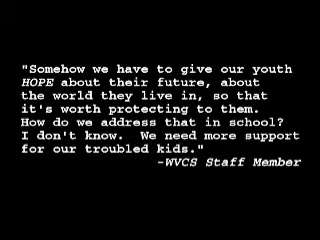 "Somehow we have to give our youth
HOPE about their future, about
the world they live in, so that
it's worth protecting to them.
How do we address that in school?
I don't know.  We need more support
for our troubled kids."
-WVCS Staff Member